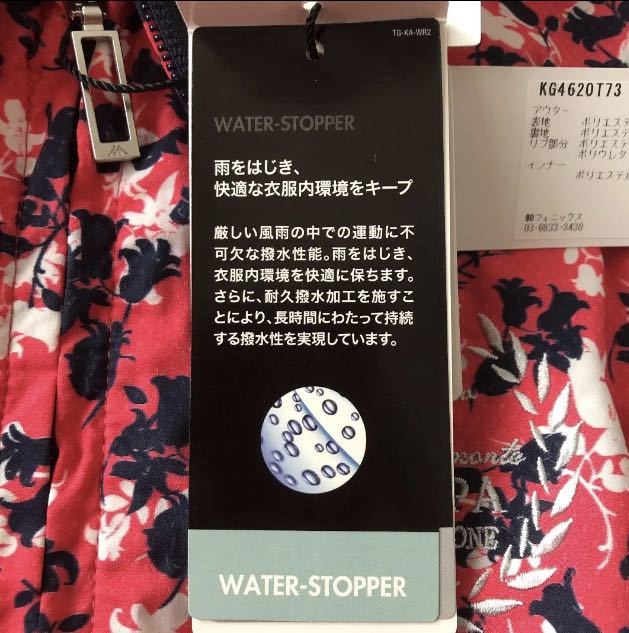 TG-KA-WR2
WATER-STOPPER
雨をはじき、
快適な衣服内環境をキープ
厳しい風雨の中での運動に不
可欠な撥水性能。雨をはじき、
衣服内環境を快適に保ちます。
さらに、耐久撥水加工を施すこ
とにより、長時間にわたって持続
する撥水性を実現しています。
WATER-STOPPER
KG4620T73
アウター
表地 ポリエステ
裏地 ポリエステ
リブ部分 ポリエステ
ポリウレタ
インナー
ポリエステル
㈱フェニックス
03-6833-3430
PA
ONE